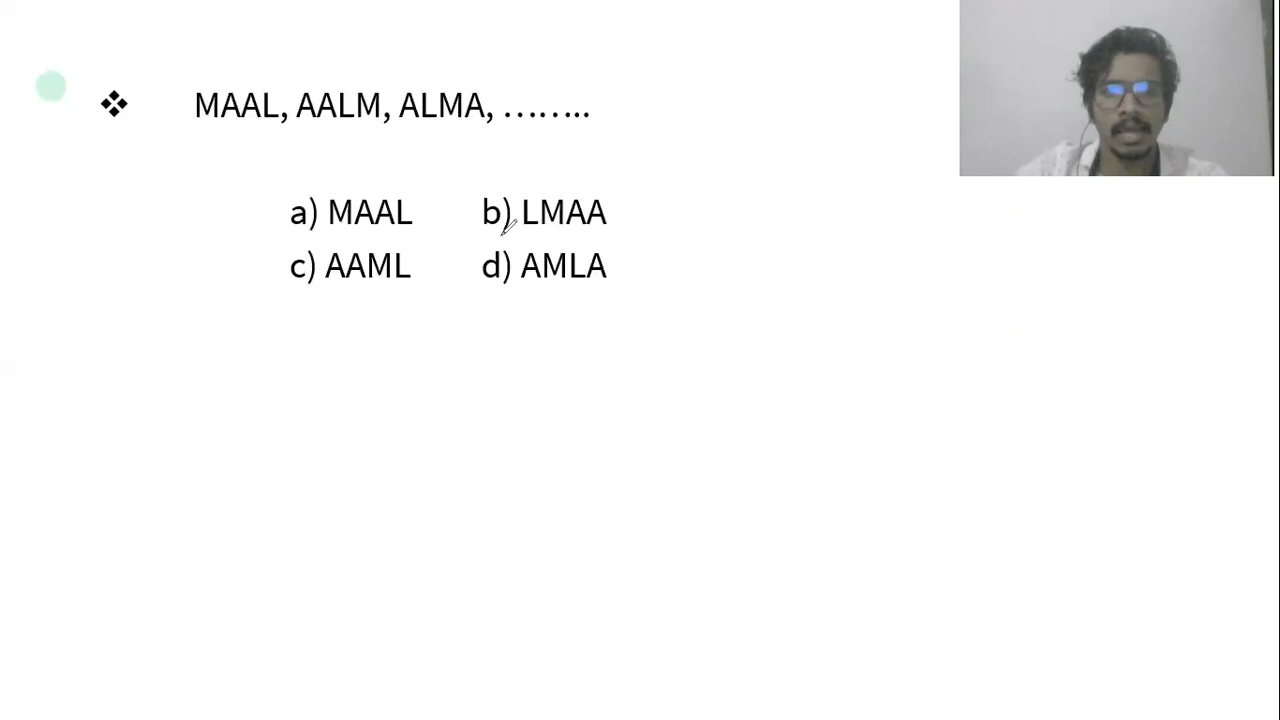 ❖ MAAL, AALM, ALMA, ……..
a) MAAL b) LMAA
c) AAML d) AMLA